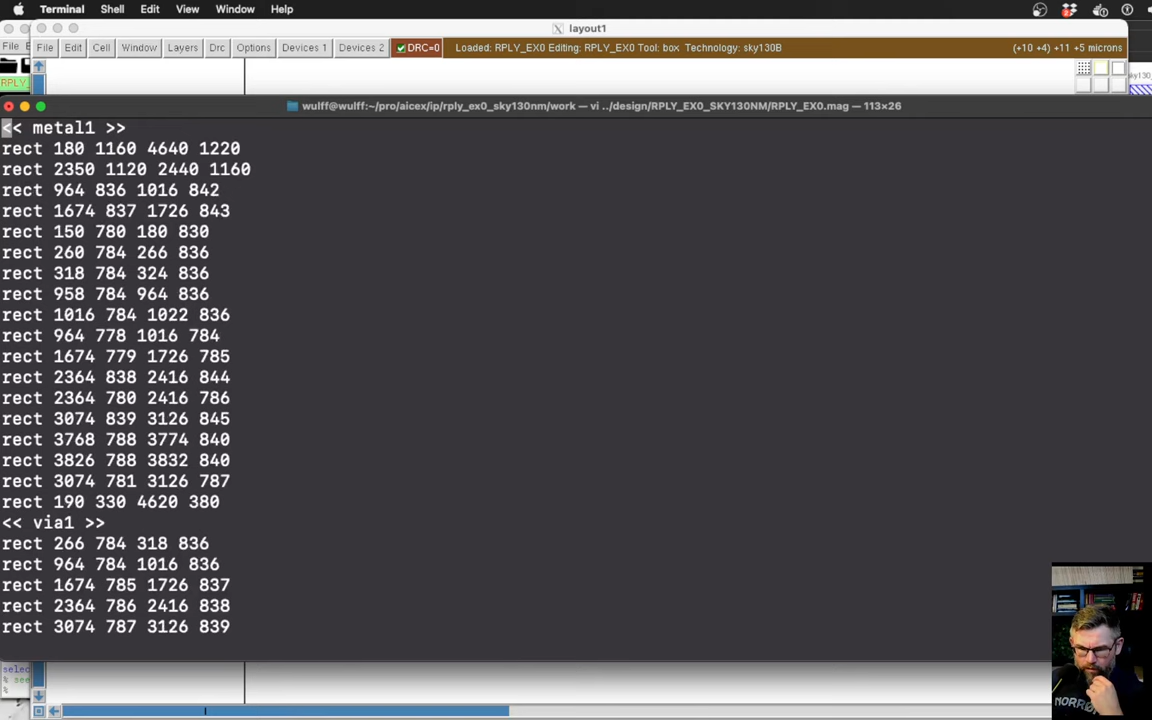 Terminal Shell Edit View Window Help
layout1
File
File Edit Cell Window Layers Drc Options Devices 1 Devices 2 DRC=0 Loaded: RPLY_EX0 Editing: RPLY_EX0 Tool: box Technology: sky130B (+10 +4) +11 +5 microns
RPLY_
wulff@wulff:~/pro/aicex/ip/rply_ex0_sky130nm/work — vi ../design/RPLY_EX0_SKY130NM/RPLY_EX0.mag — 113×26
<< metal1 >>
rect 180 1160 4640 1220
rect 2350 1120 2440 1160
rect 964 836 1016 842
rect 1674 837 1726 843
rect 150 780 180 830
rect 260 784 266 836
rect 318 784 324 836
rect 958 784 964 836
rect 1016 784 1022 836
rect 964 778 1016 784
rect 1674 779 1726 785
rect 2364 838 2416 844
rect 2364 780 2416 786
rect 3074 839 3126 845
rect 3768 788 3774 840
rect 3826 788 3832 840
rect 3074 781 3126 787
rect 190 330 4620 380
<< via1 >>
rect 266 784 318 836
rect 964 784 1016 836
rect 1674 785 1726 837
rect 2364 786 2416 838
rect 3074 787 3126 839
selec
% see
%
NORRØN